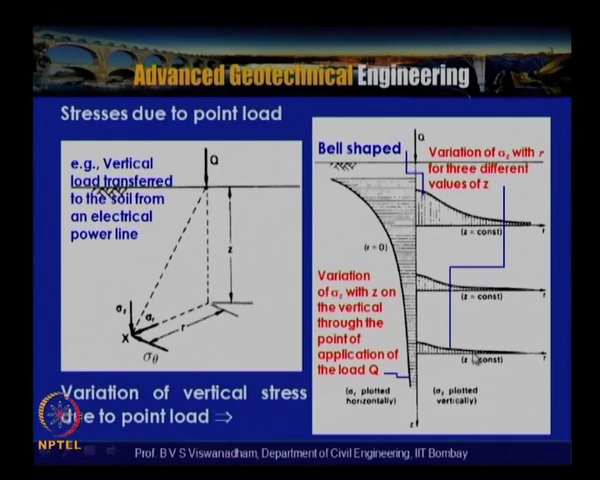 Advanced Geotechnical Engineering
Stresses due to point load
e.g., Vertical
load transferred
to the soil from
an electrical
power line
Q
z
σz
σr
r
X
σθ
Variation of vertical stress
due to point load ⇒
Bell shaped
Q
Variation of σz with r
for three different
values of z
(z = const)
r
(r = 0)
(z = const)
r
Variation
of σz with z on
the vertical
through the
point of
application of
the load Q
(z const)
r
(σz plotted
horizontally)
(σz plotted
vertically)
z
NPTEL
Prof. B V S Viswanadham, Department of Civil Engineering, IIT Bombay